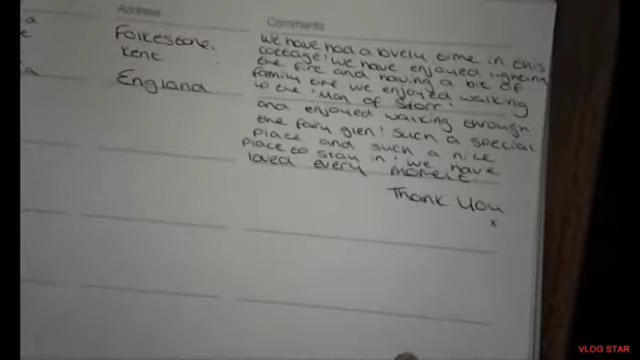 Address
Comments
Folkestone,
Kent
England
we have had a lovely time in this
cottage! we have enjoyed lighting
the fire and having a bit of
family time we enjoyed walking
to the 'Man of Storr'
and enjoyed walking through
the fairy glen! Such a special
place and such a nice
place to stay in! we have
loved every moment
Thank you
x
VLOG STAR